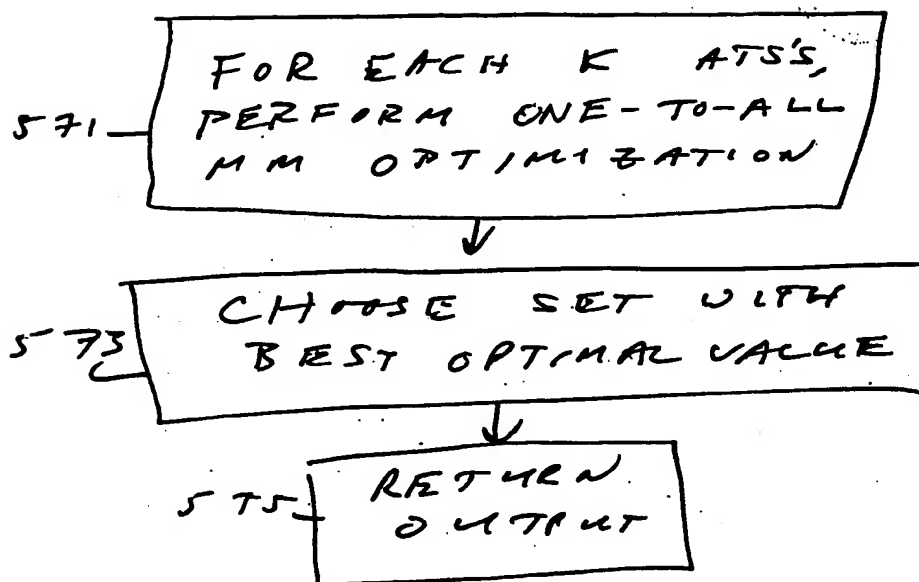 FOR EACH K ATS'S,
571 PERFORM ONE-TO-ALL
MM OPTIMIZATION
CHOOSE SET WITH
573 BEST OPTIMAL VALUE
RETURN
575 OUTPUT